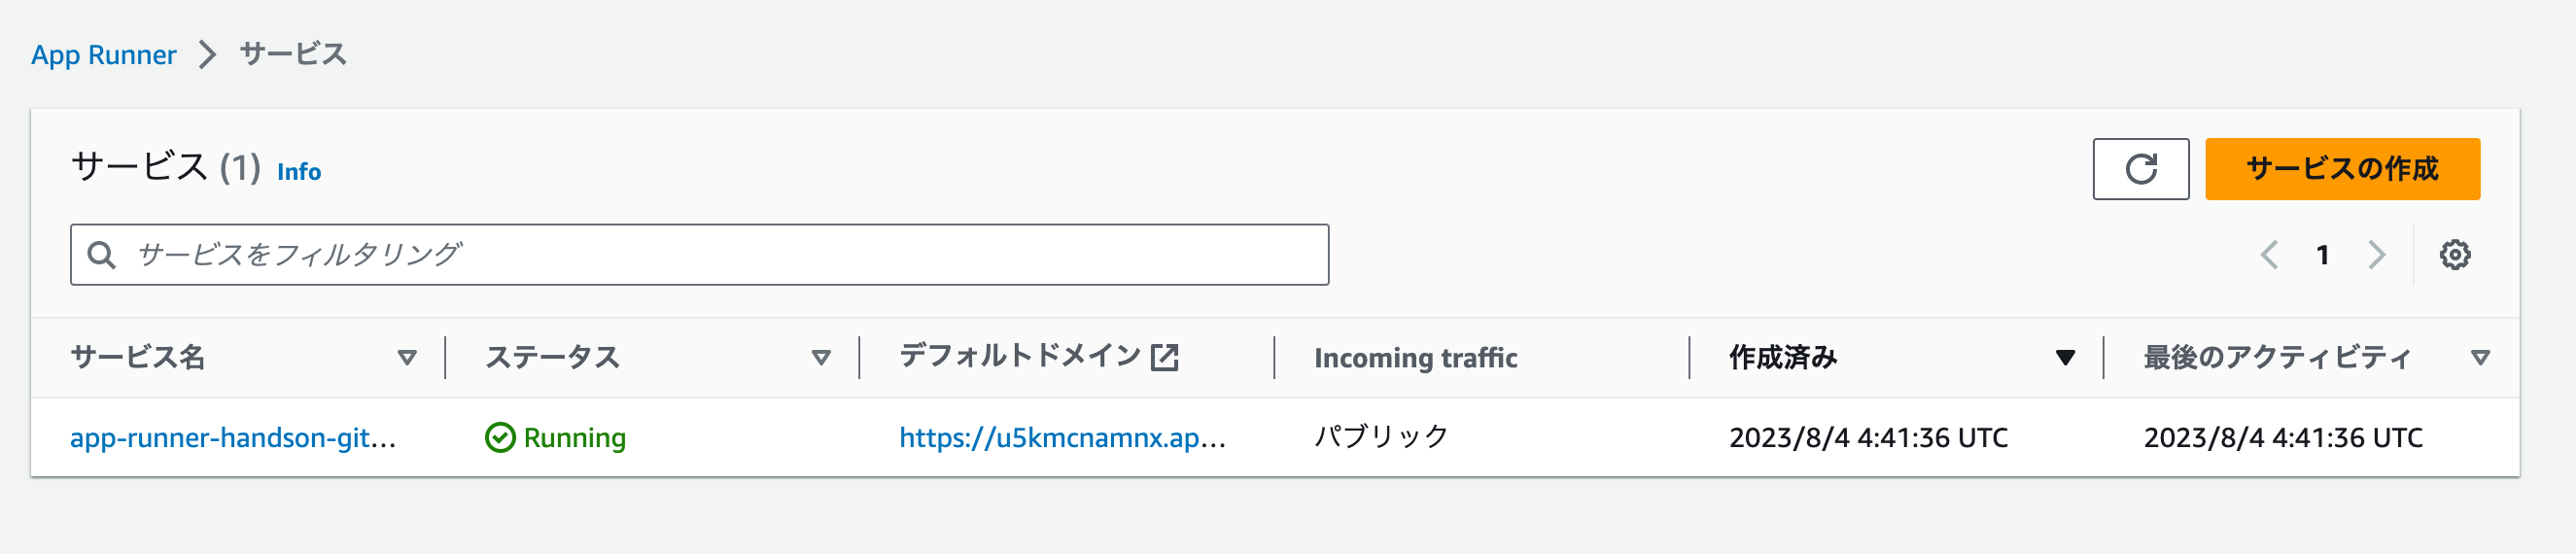 App Runner > サービス
サービス (1) Info
サービスの作成
サービスをフィルタリング
1
サービス名 ステータス デフォルトドメイン Incoming traffic 作成済み 最後のアクティビティ
app-runner-handson-git... Running https://u5kmcnamnx.ap... パブリック 2023/8/4 4:41:36 UTC 2023/8/4 4:41:36 UTC